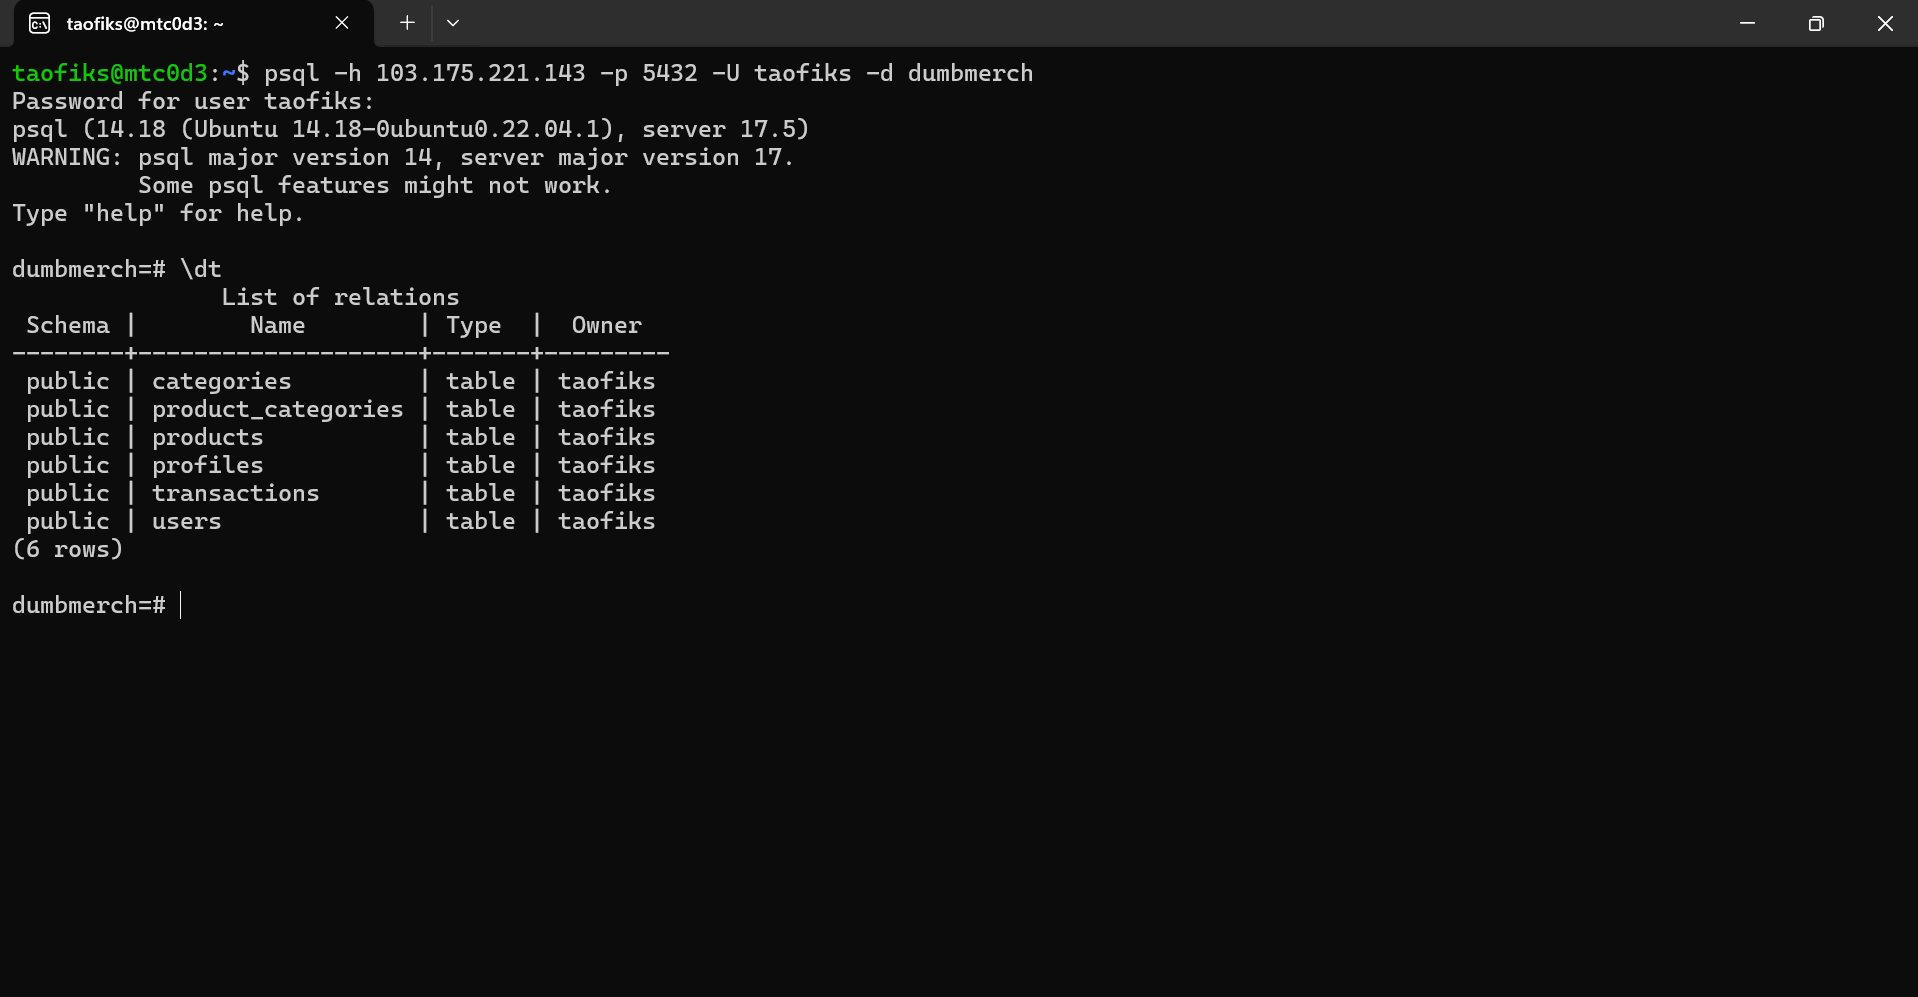 taofiks@mtc0d3: ~
taofiks@mtc0d3:~$ psql -h 103.175.221.143 -p 5432 -U taofiks -d dumbmerch
Password for user taofiks:
psql (14.18 (Ubuntu 14.18-0ubuntu0.22.04.1), server 17.5)
WARNING: psql major version 14, server major version 17.
         Some psql features might not work.
Type "help" for help.

dumbmerch=# \dt
               List of relations
 Schema |        Name        | Type  |  Owner
--------+--------------------+-------+---------
 public | categories         | table | taofiks
 public | product_categories | table | taofiks
 public | products           | table | taofiks
 public | profiles           | table | taofiks
 public | transactions       | table | taofiks
 public | users              | table | taofiks
(6 rows)

dumbmerch=#